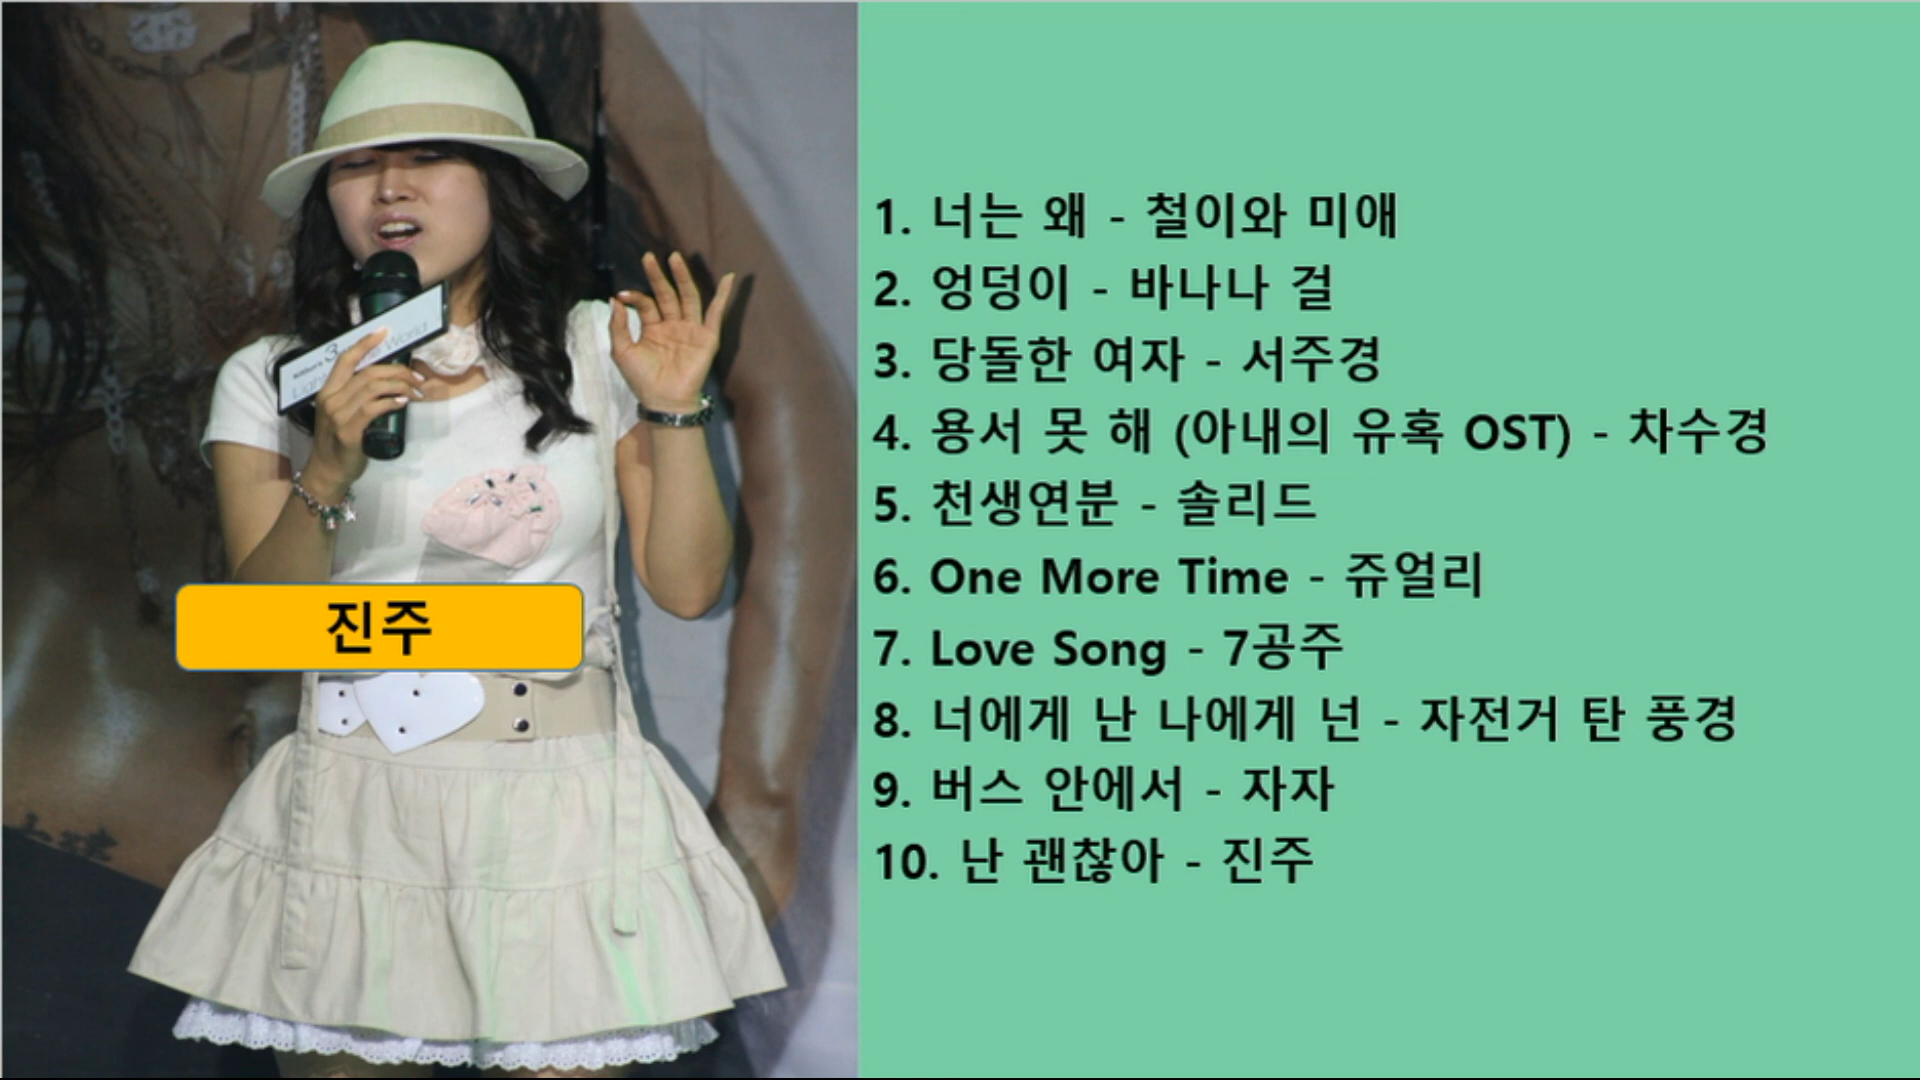 진주
1. 너는 왜 - 철이와 미애
2. 엉덩이 - 바나나 걸
3. 당돌한 여자 - 서주경
4. 용서 못 해 (아내의 유혹 OST) - 차수경
5. 천생연분 - 솔리드
6. One More Time - 쥬얼리
7. Love Song - 7공주
8. 너에게 난 나에게 넌 - 자전거 탄 풍경
9. 버스 안에서 - 자자
10. 난 괜찮아 - 진주